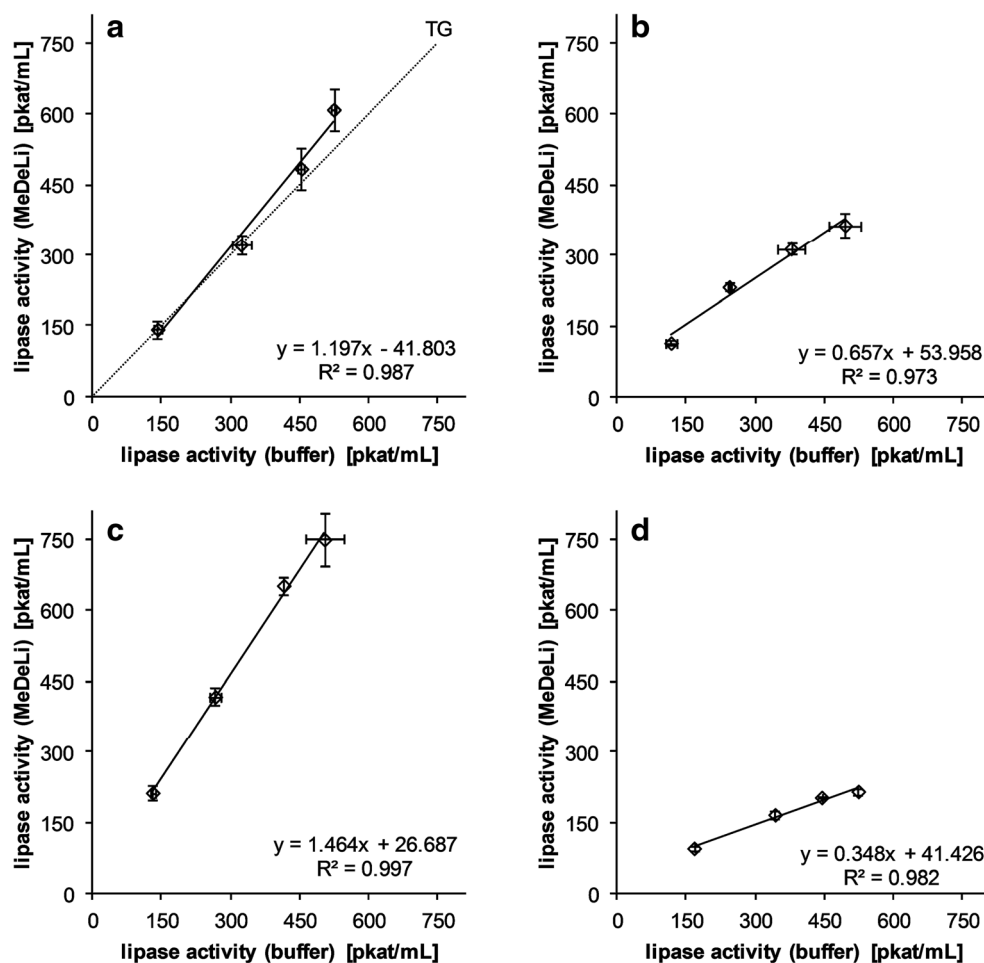 a
TG
lipase activity (MeDeLi) [pkat/mL]
750
600
450
300
150
0
y = 1.197x - 41.803
R² = 0.987
0 150 300 450 600 750
lipase activity (buffer) [pkat/mL]
b
lipase activity (MeDeLi) [pkat/mL]
750
600
450
300
150
0
y = 0.657x + 53.958
R² = 0.973
0 150 300 450 600 750
lipase activity (buffer) [pkat/mL]
c
lipase activity (MeDeLi) [pkat/mL]
750
600
450
300
150
0
y = 1.464x + 26.687
R² = 0.997
0 150 300 450 600 750
lipase activity (buffer) [pkat/mL]
d
lipase activity (MeDeLi) [pkat/mL]
750
600
450
300
150
0
y = 0.348x + 41.426
R² = 0.982
0 150 300 450 600 750
lipase activity (buffer) [pkat/mL]